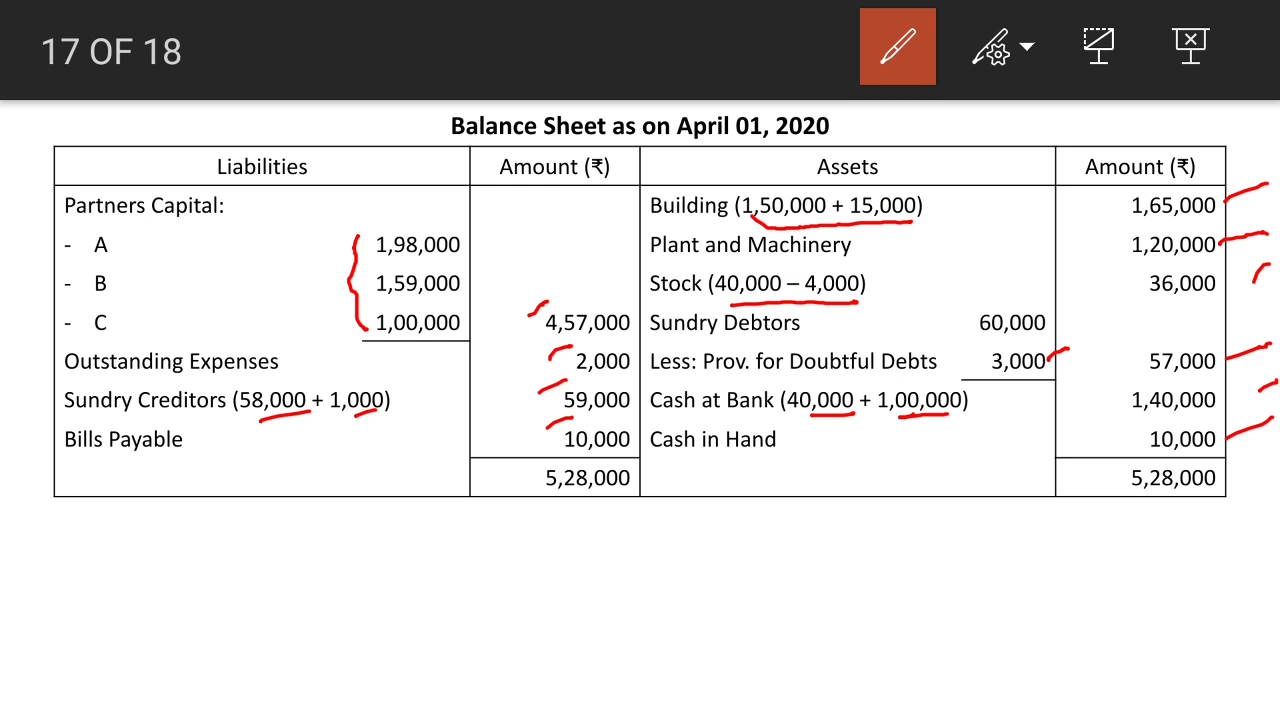 17 OF 18
Balance Sheet as on April 01, 2020
Liabilities Amount (₹) Assets Amount (₹)
Partners Capital: Building (1,50,000 + 15,000) 1,65,000
- A 1,98,000 Plant and Machinery 1,20,000
- B 1,59,000 Stock (40,000 – 4,000) 36,000
- C 1,00,000 4,57,000 Sundry Debtors 60,000
Outstanding Expenses 2,000 Less: Prov. for Doubtful Debts 3,000 57,000
Sundry Creditors (58,000 + 1,000) 59,000 Cash at Bank (40,000 + 1,00,000) 1,40,000
Bills Payable 10,000 Cash in Hand 10,000
5,28,000 5,28,000